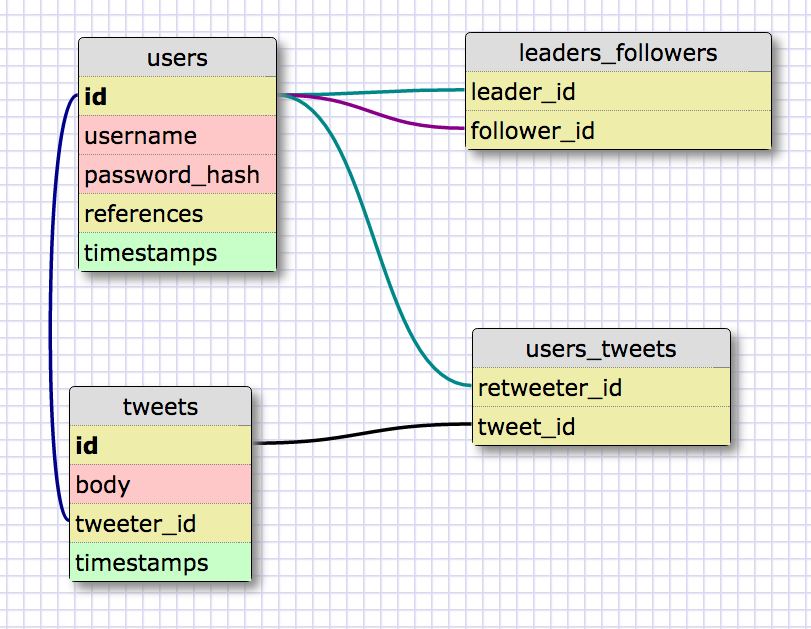 users
id
username
password_hash
references
timestamps
leaders_followers
leader_id
follower_id
users_tweets
retweeter_id
tweet_id
tweets
id
body
tweeter_id
timestamps